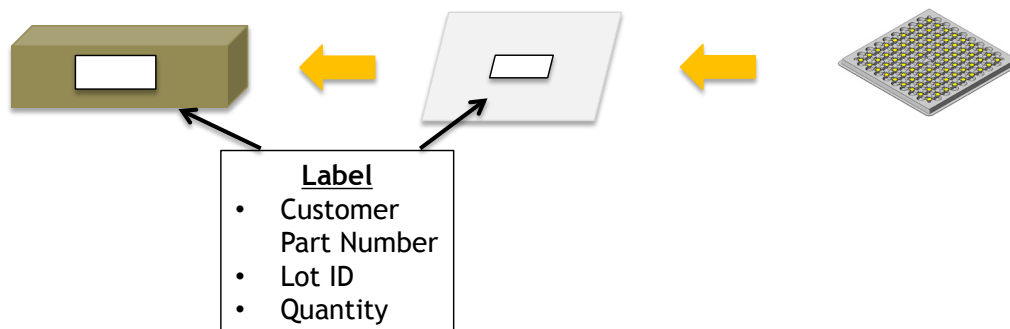 Label
• Customer
Part Number
• Lot ID
• Quantity